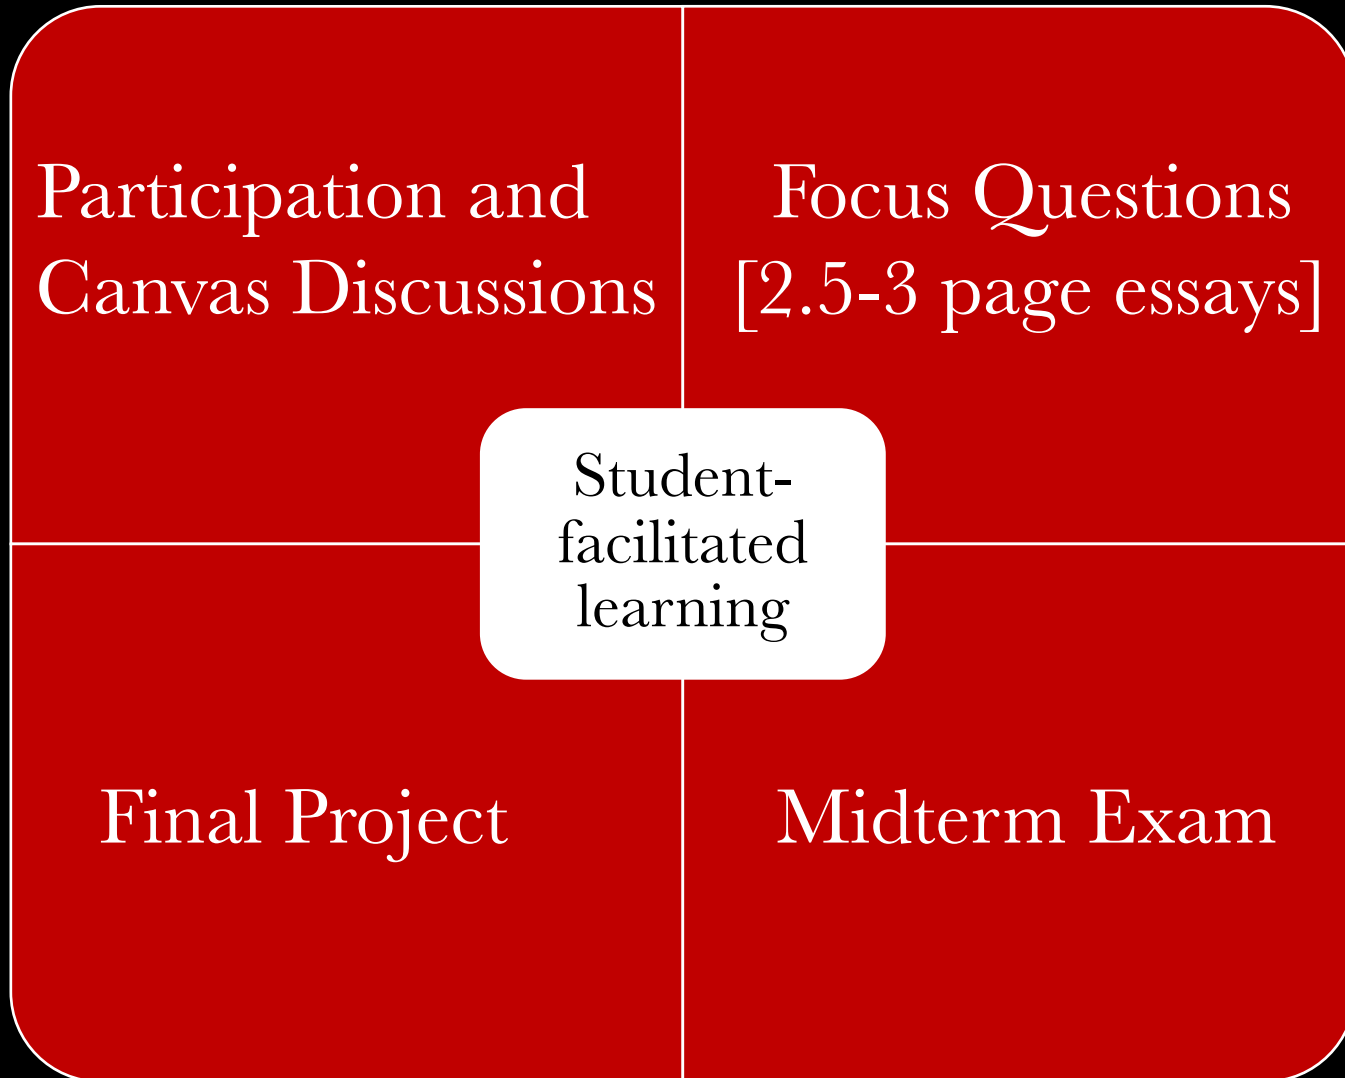 Participation and
Canvas Discussions
Focus Questions
[2.5-3 page essays]
Student-
facilitated
learning
Final Project
Midterm Exam